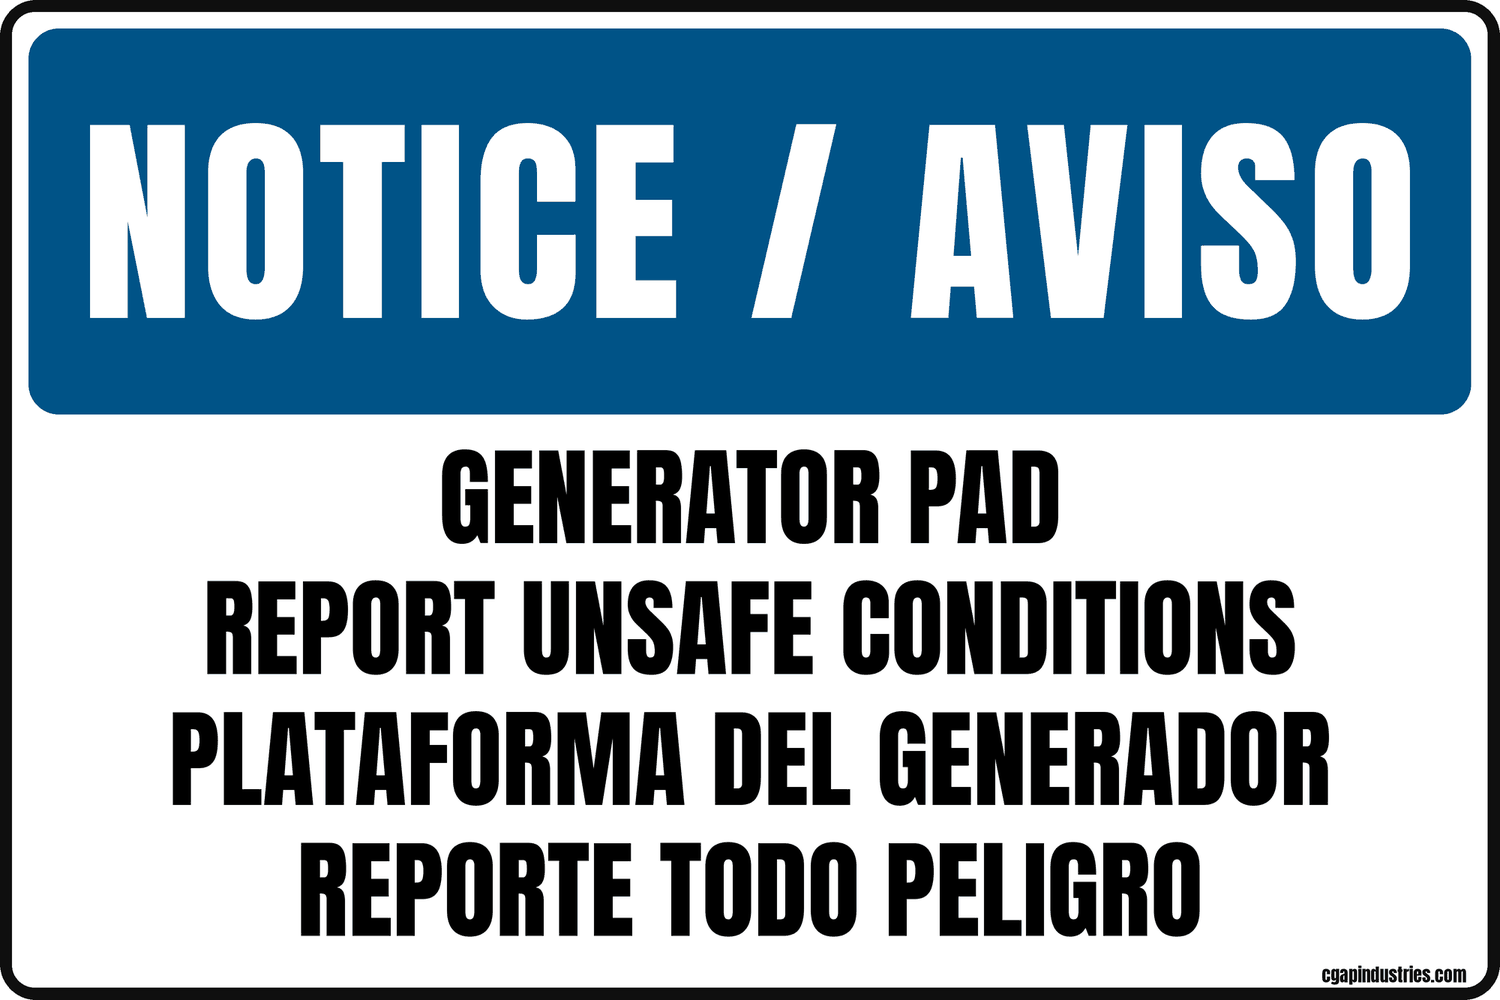 NOTICE / AVISO
GENERATOR PAD
REPORT UNSAFE CONDITIONS
PLATAFORMA DEL GENERADOR
REPORTE TODO PELIGRO
cgapindustries.com